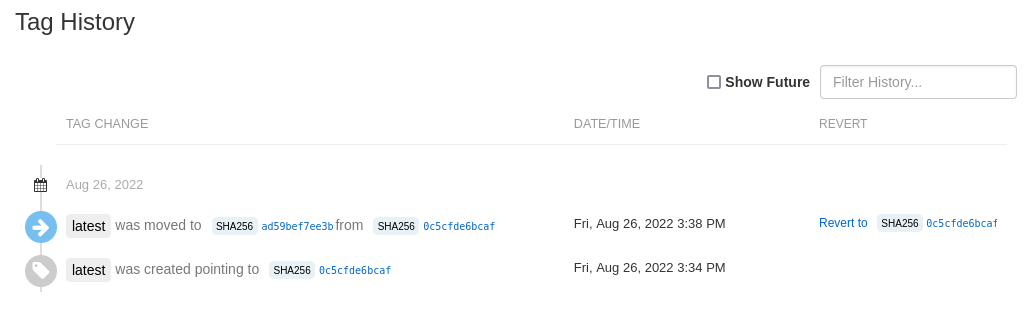 Tag History
Show Future Filter History...
TAG CHANGE DATE/TIME REVERT
Aug 26, 2022
latest was moved to SHA256 ad59bef7ee3b from SHA256 0c5cfde6bcaf Fri, Aug 26, 2022 3:38 PM Revert to SHA256 0c5cfde6bcaf
latest was created pointing to SHA256 0c5cfde6bcaf Fri, Aug 26, 2022 3:34 PM